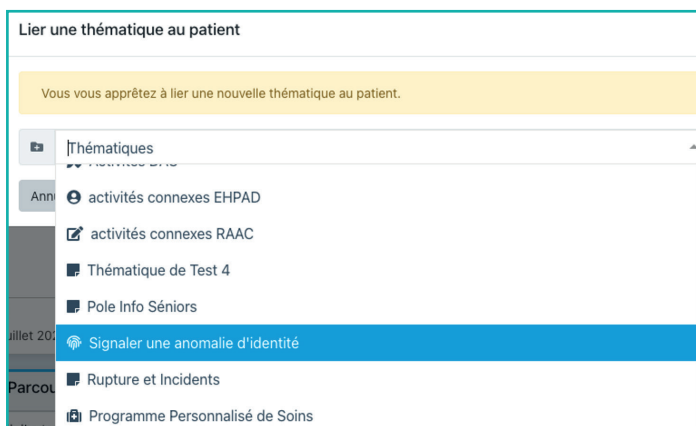 Lier une thématique au patient
Vous vous apprêtez à lier une nouvelle thématique au patient.
Thématiques
activités connexes EHPAD
activités connexes RAAC
Thématique de Test 4
Pole Info Séniors
Signaler une anomalie d'identité
Rupture et Incidents
Programme Personnalisé de Soins